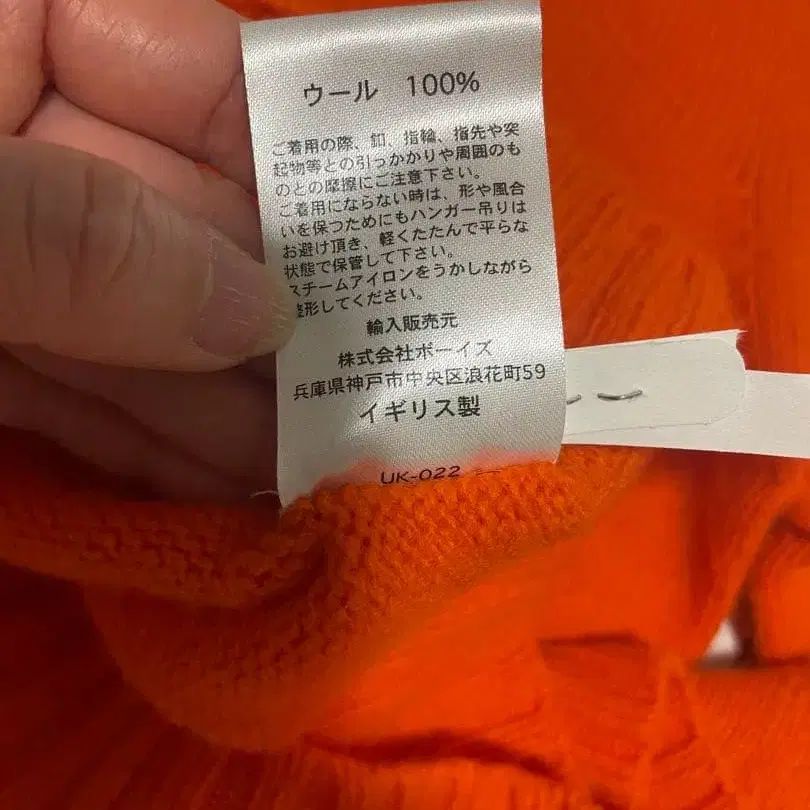 ウール 100%
ご着用の際、釦、指輪、指先や突
起物等との引っかかりや周囲のも
のとの摩擦にご注意下さい。
ご着用にならない時は、形や風合
いを保つためにもハンガー吊りは
お避け頂き、軽くたたんで平らな
状態で保管して下さい。
スチームアイロンをうかしながら
整形してください。
輸入販売元
株式会社ボーイズ
兵庫県神戸市中央区浪花町59
イギリス製
UK-022